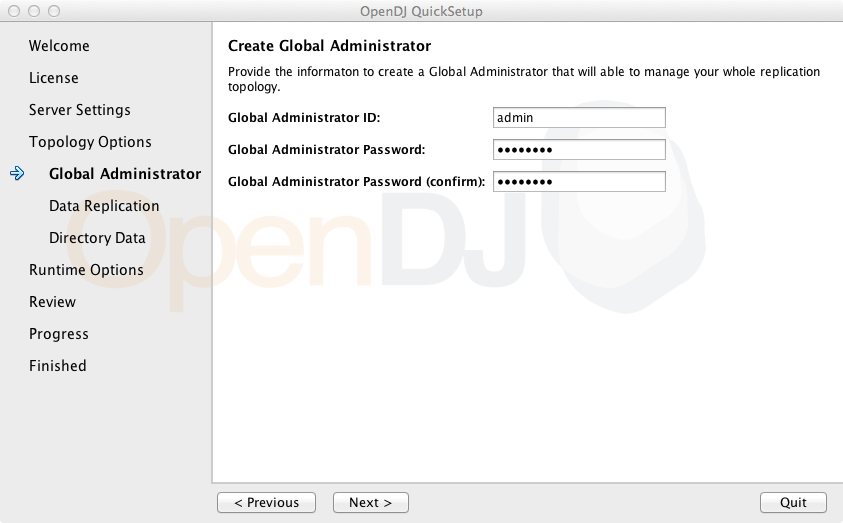 OpenDJ QuickSetup
Welcome
License
Server Settings
Topology Options
Global Administrator
Data Replication
Directory Data
Runtime Options
Review
Progress
Finished
Create Global Administrator
Provide the informaton to create a Global Administrator that will able to manage your whole replication
topology.
Global Administrator ID: admin
Global Administrator Password: ••••••••
Global Administrator Password (confirm): ••••••••
OpenDJ
< Previous Next > Quit